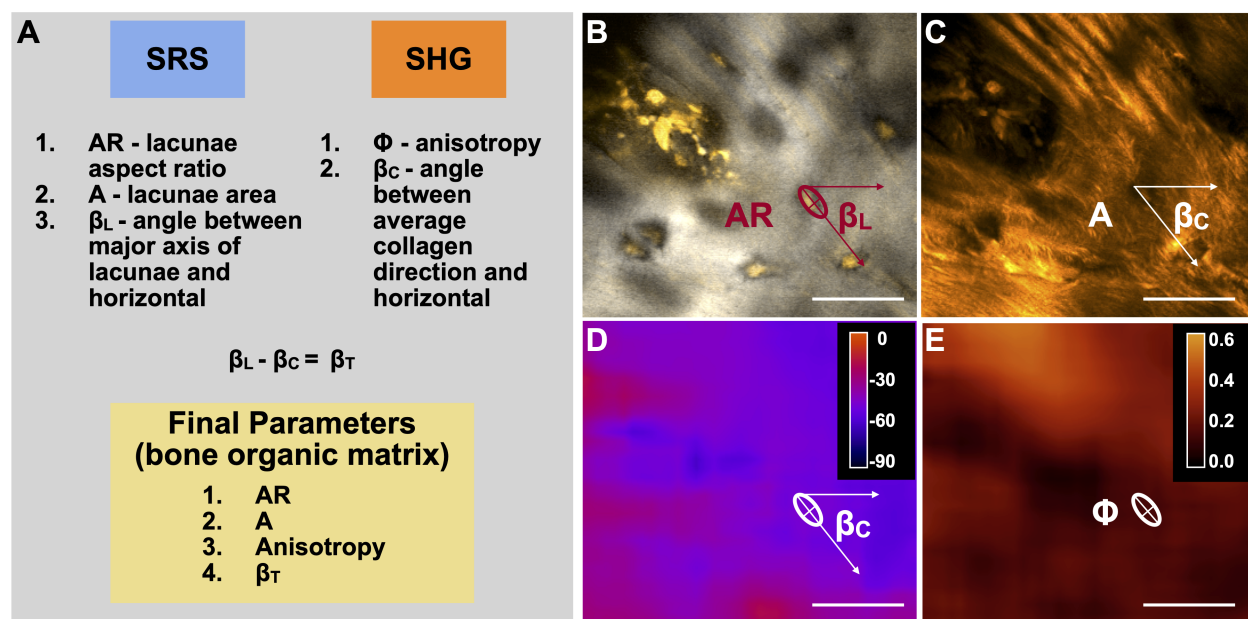 A
SRS
SHG
1. AR - lacunae
aspect ratio
2. A - lacunae area
3. βL - angle between
major axis of
lacunae and
horizontal
1. Φ - anisotropy
2. βC - angle
between
average
collagen
direction and
horizontal
βL - βC = βT
Final Parameters
(bone organic matrix)
1. AR
2. A
3. Anisotropy
4. βT
B
AR
βL
C
A
βC
D
0
-30
-60
-90
βC
E
0.6
0.4
0.2
0.0
Φ